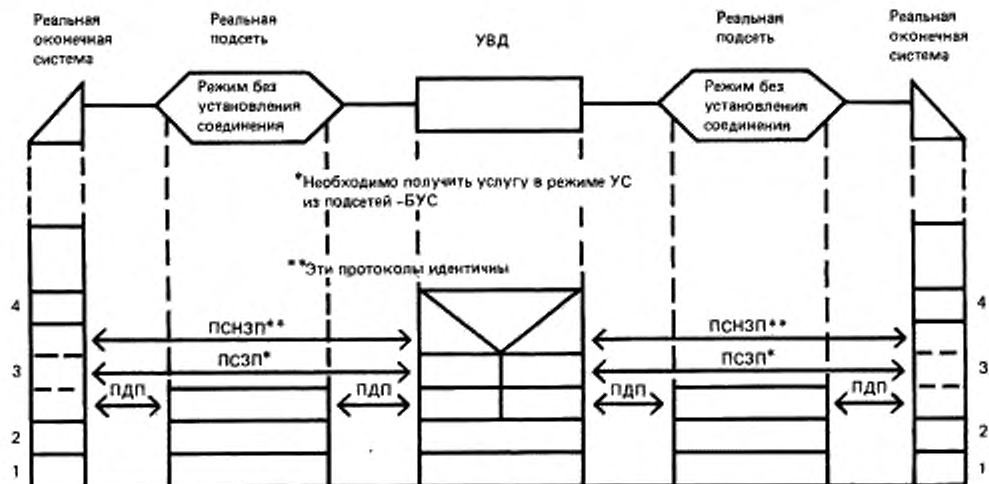 Реальная
оконечная
система
Реальная
подсеть
УВД
Реальная
подсеть
Реальная
оконечная
система
Режим без
установления
соединения
Режим без
установления
соединения
*Необходимо получить услугу в режиме УС
из подсетей –БУС
**Эти протоколы идентичны
4
4
ПСНЗП**
ПСНЗП**
3
ПСЗП*
ПСЗП*
3
ПДП
ПДП
ПДП
ПДП
2
2
1
1